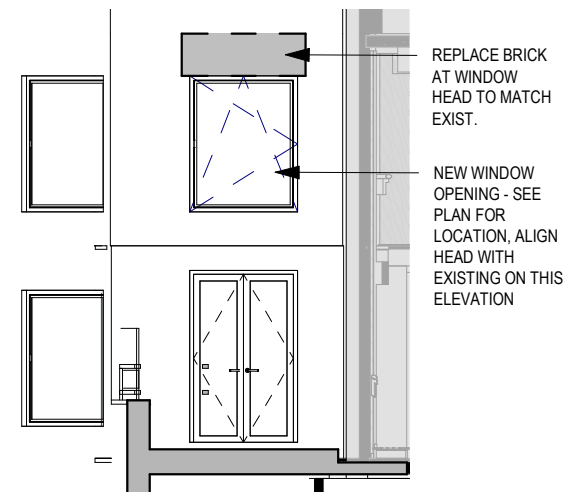 REPLACE BRICK
AT WINDOW
HEAD TO MATCH
EXIST.
NEW WINDOW
OPENING - SEE
PLAN FOR
LOCATION, ALIGN
HEAD WITH
EXISTING ON THIS
ELEVATION